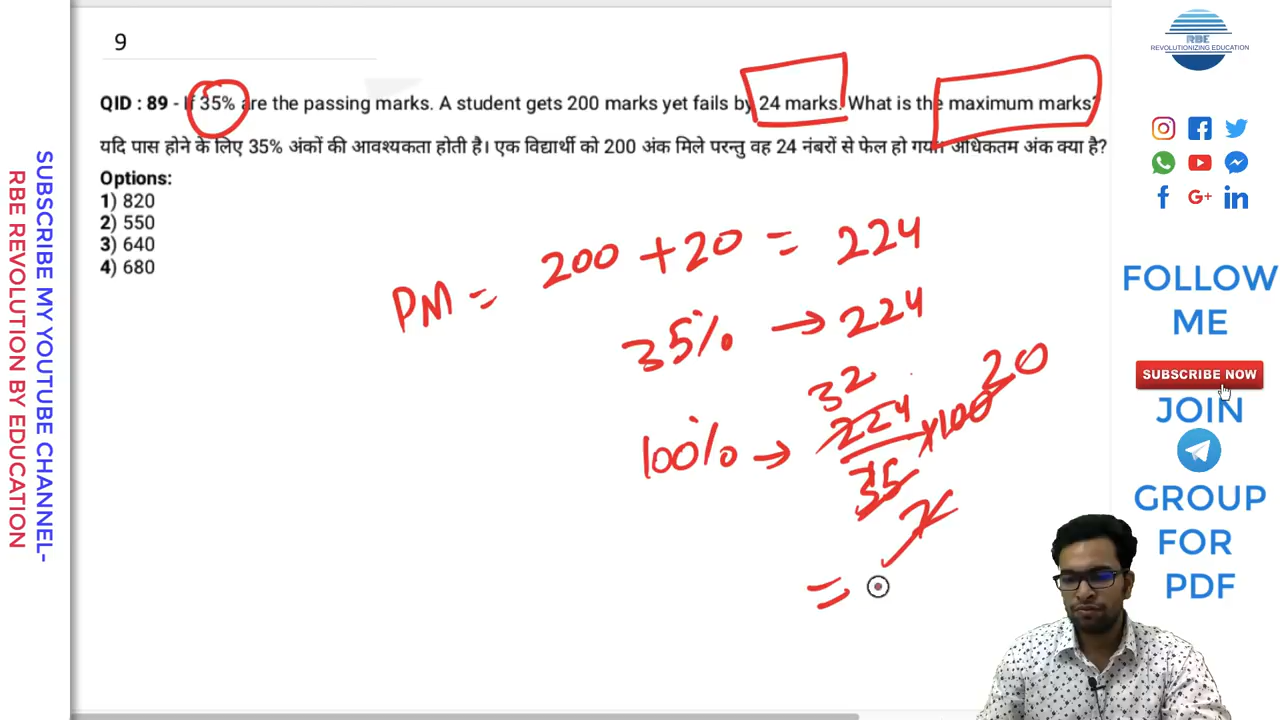 9
QID : 89 - If 35% are the passing marks. A student gets 200 marks yet fails by 24 marks. What is the maximum marks?
यदि पास होने के लिए 35% अंकों की आवश्यकता होती है। एक विद्यार्थी को 200 अंक मिले परन्तु वह 24 नंबरों से फेल हो गया। अधिकतम अंक क्या है?
Options:
1) 820
2) 550
3) 640
4) 680
PM = 200 + 20 = 224
35% → 224
32 20
100% → 224 x100
35
7
=
SUBSCRIBE MY YOUTUBE CHANNEL-
RBE REVOLUTION BY EDUCATION
RBE
REVOLUTIONIZING EDUCATION
FOLLOW
ME
SUBSCRIBE NOW
JOIN
GROUP
FOR
PDF